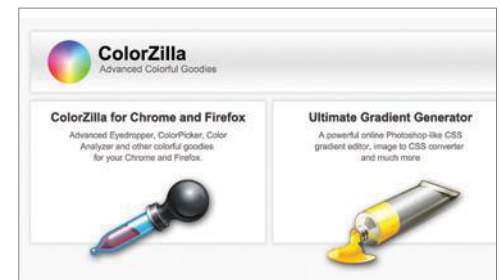 ColorZilla
Advanced Colorful Goodies
ColorZilla for Chrome and Firefox
Advanced Eyedropper, ColorPicker, Color
Analyzer and other colorful goodies
for your Chrome and Firefox.
Ultimate Gradient Generator
A powerful online Photoshop-like CSS
gradient editor, image to CSS converter
and much more